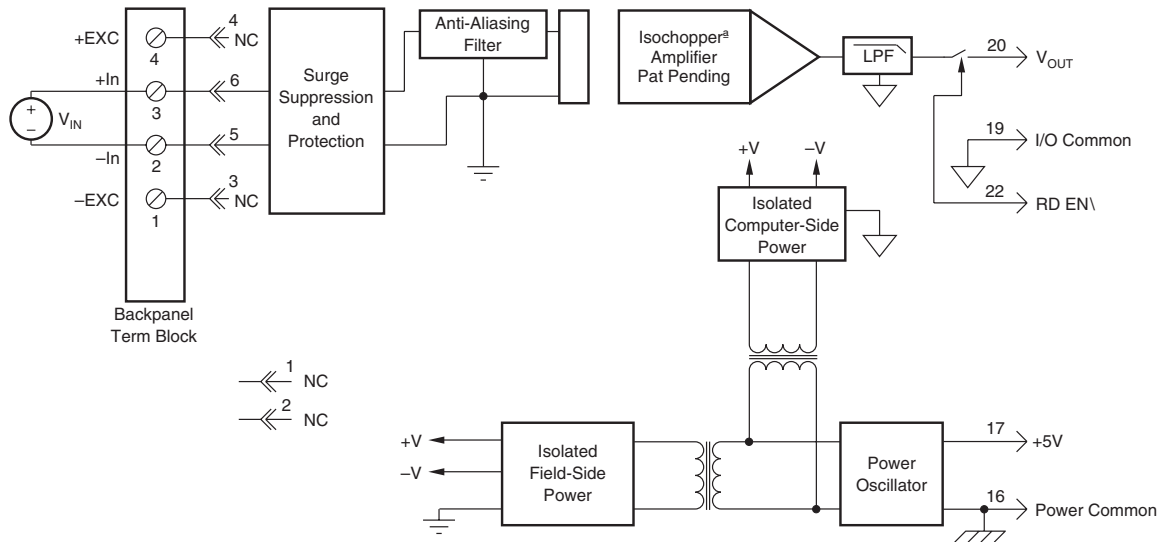 +EXC
4
4
NC
+In
3
6
+
−
V_IN
−In
2
5
−EXC
1
3
NC
Backpanel
Term Block
Surge
Suppression
and
Protection
Anti-Aliasing
Filter
Isochopper^a
Amplifier
Pat Pending
LPF
20
V_OUT
19
I/O Common
22
RD EN\
+V
−V
Isolated
Computer-Side
Power
1
NC
2
NC
+V
−V
Isolated
Field-Side
Power
Power
Oscillator
17
+5V
16
Power Common